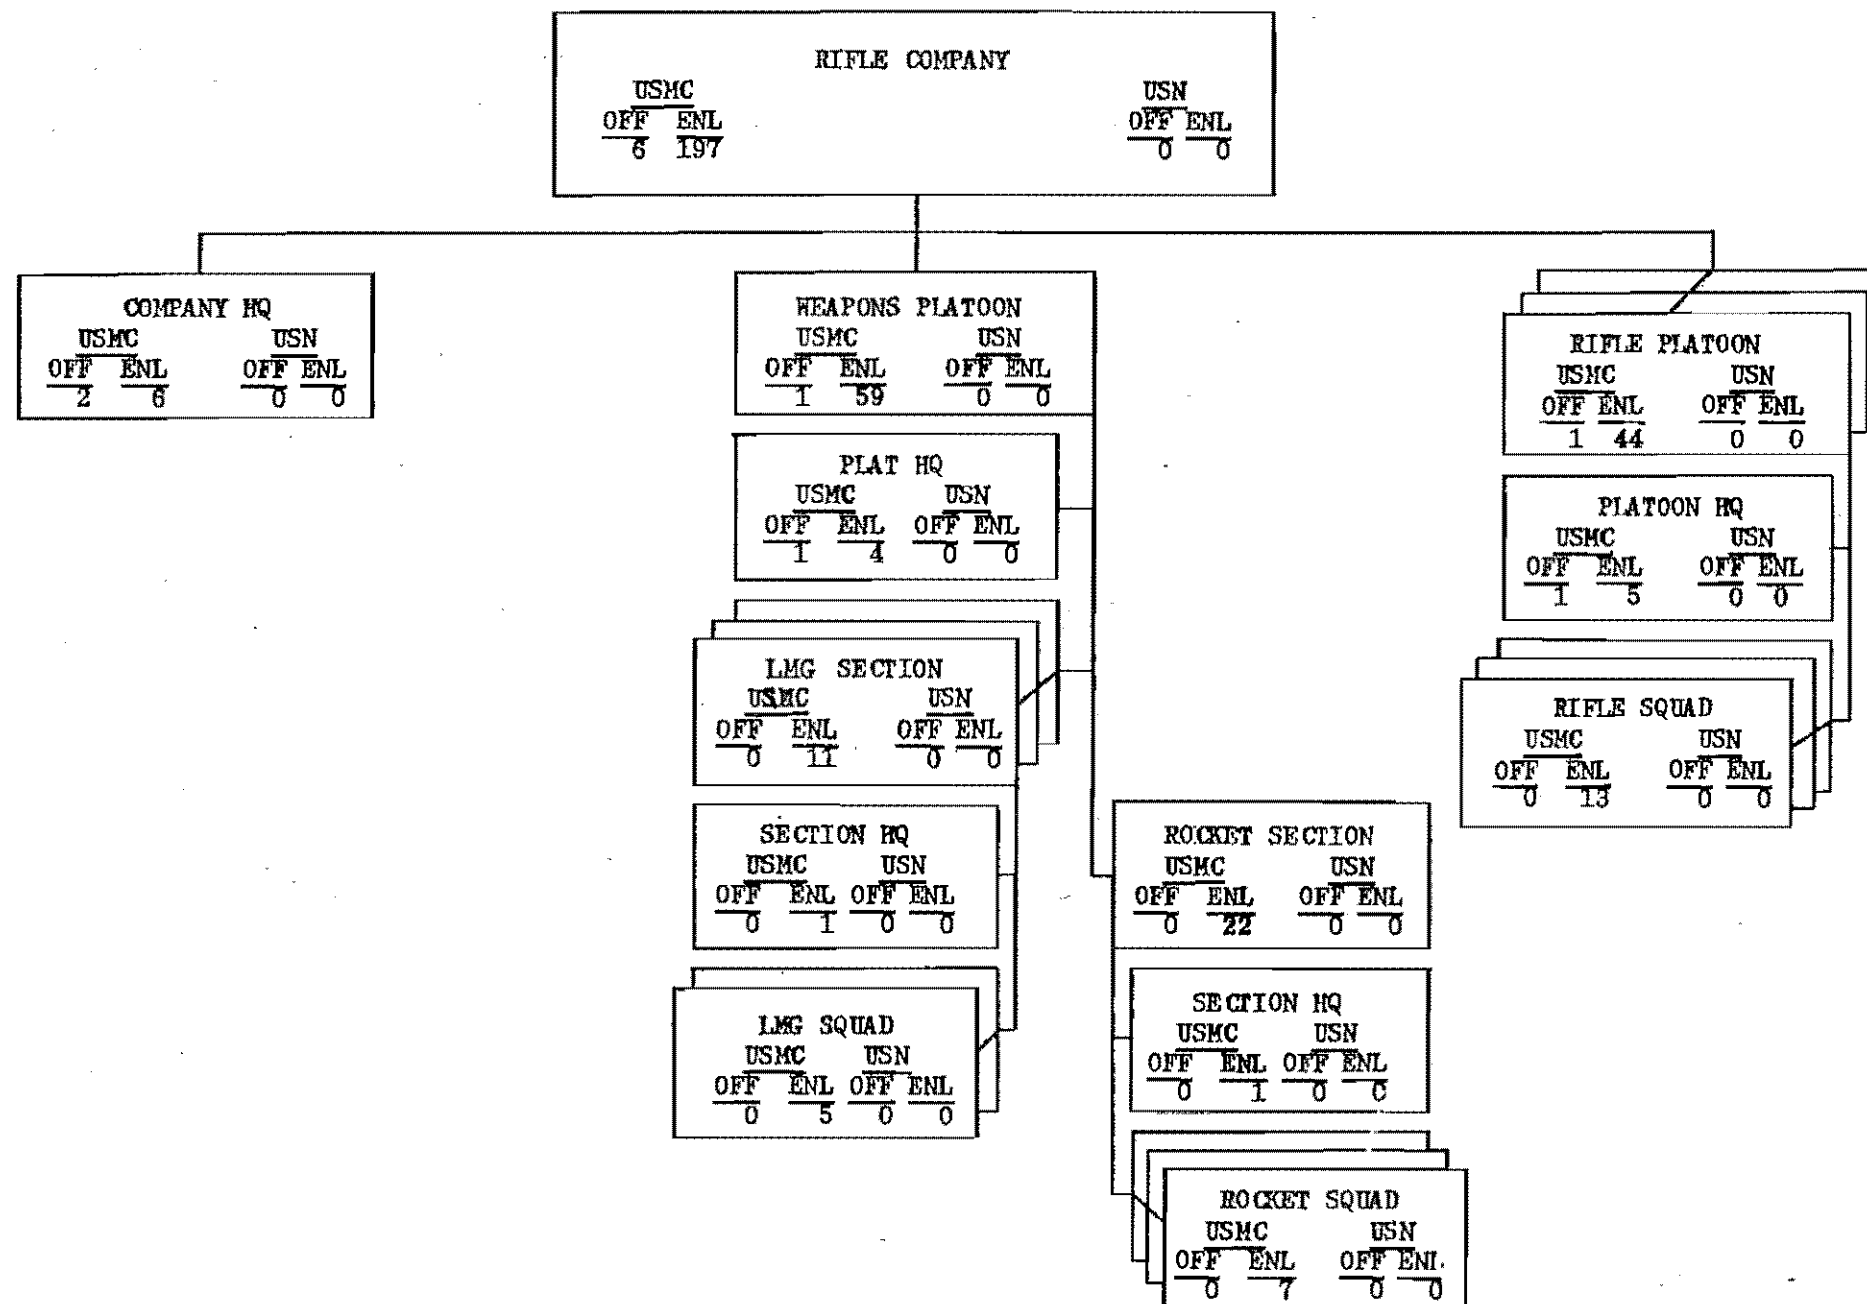 RIFLE COMPANY
USMC USN
OFF ENL OFF ENL
6 197 0 0
COMPANY HQ
USMC USN
OFF ENL OFF ENL
2 6 0 0
WEAPONS PLATOON
USMC USN
OFF ENL OFF ENL
1 59 0 0
PLAT HQ
USMC USN
OFF ENL OFF ENL
1 4 0 0
LMG SECTION
USMC USN
OFF ENL OFF ENL
0 11 0 0
SECTION HQ
USMC USN
OFF ENL OFF ENL
0 1 0 0
LMG SQUAD
USMC USN
OFF ENL OFF ENL
0 5 0 0
ROCKET SECTION
USMC USN
OFF ENL OFF ENL
0 22 0 0
SECTION HQ
USMC USN
OFF ENL OFF ENL
0 1 0 0
ROCKET SQUAD
USMC USN
OFF ENL OFF ENL
0 7 0 0
RIFLE PLATOON
USMC USN
OFF ENL OFF ENL
1 44 0 0
PLATOON HQ
USMC USN
OFF ENL OFF ENL
1 5 0 0
RIFLE SQUAD
USMC USN
OFF ENL OFF ENL
0 13 0 0